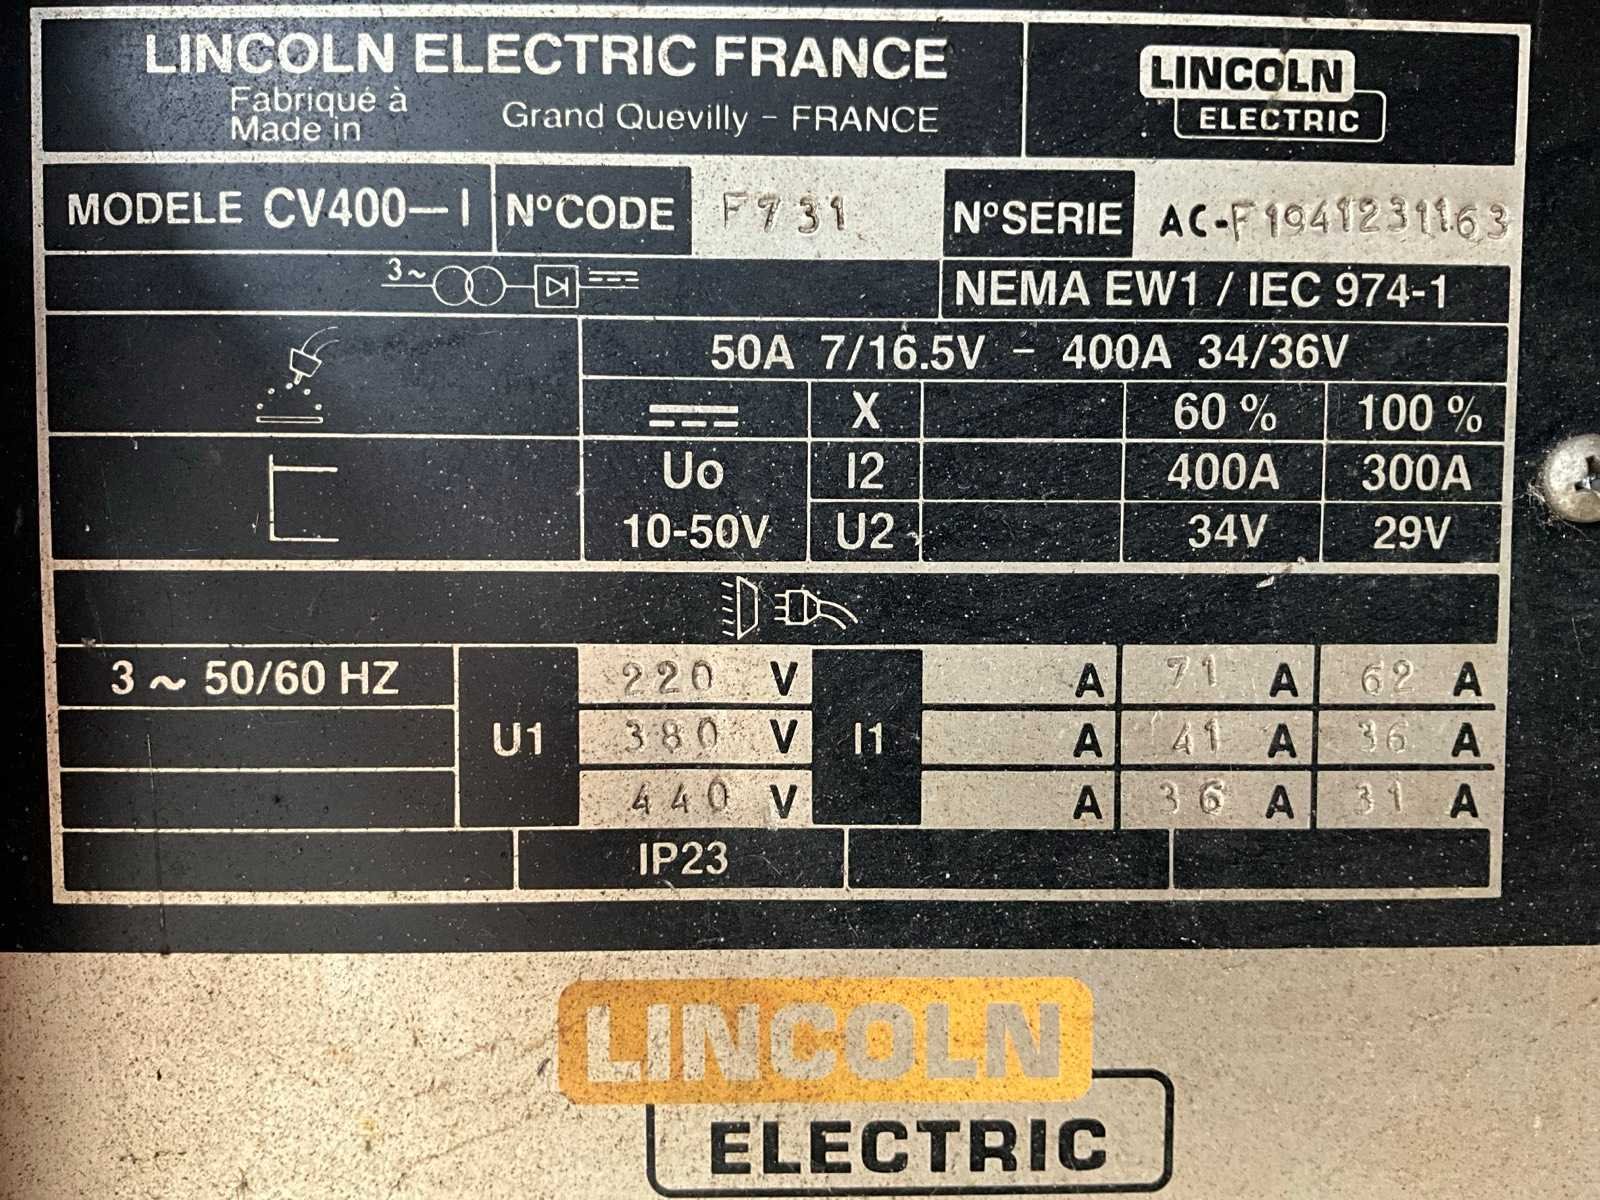 LINCOLN ELECTRIC FRANCE
Fabriqué à
Made in
Grand Quevilly - FRANCE
LINCOLN
ELECTRIC
MODELE CV400-I
N°CODE F731
N°SERIE AC-F1941231163
3~
NEMA EW1 / IEC 974-1
50A 7/16.5V - 400A 34/36V
X 60 % 100 %
Uo I2 400A 300A
10-50V U2 34V 29V
3 ~ 50/60 HZ U1 220 V I1 A 71 A 62 A
380 V A 41 A 36 A
440 V A 36 A 31 A
IP23
LINCOLN
ELECTRIC